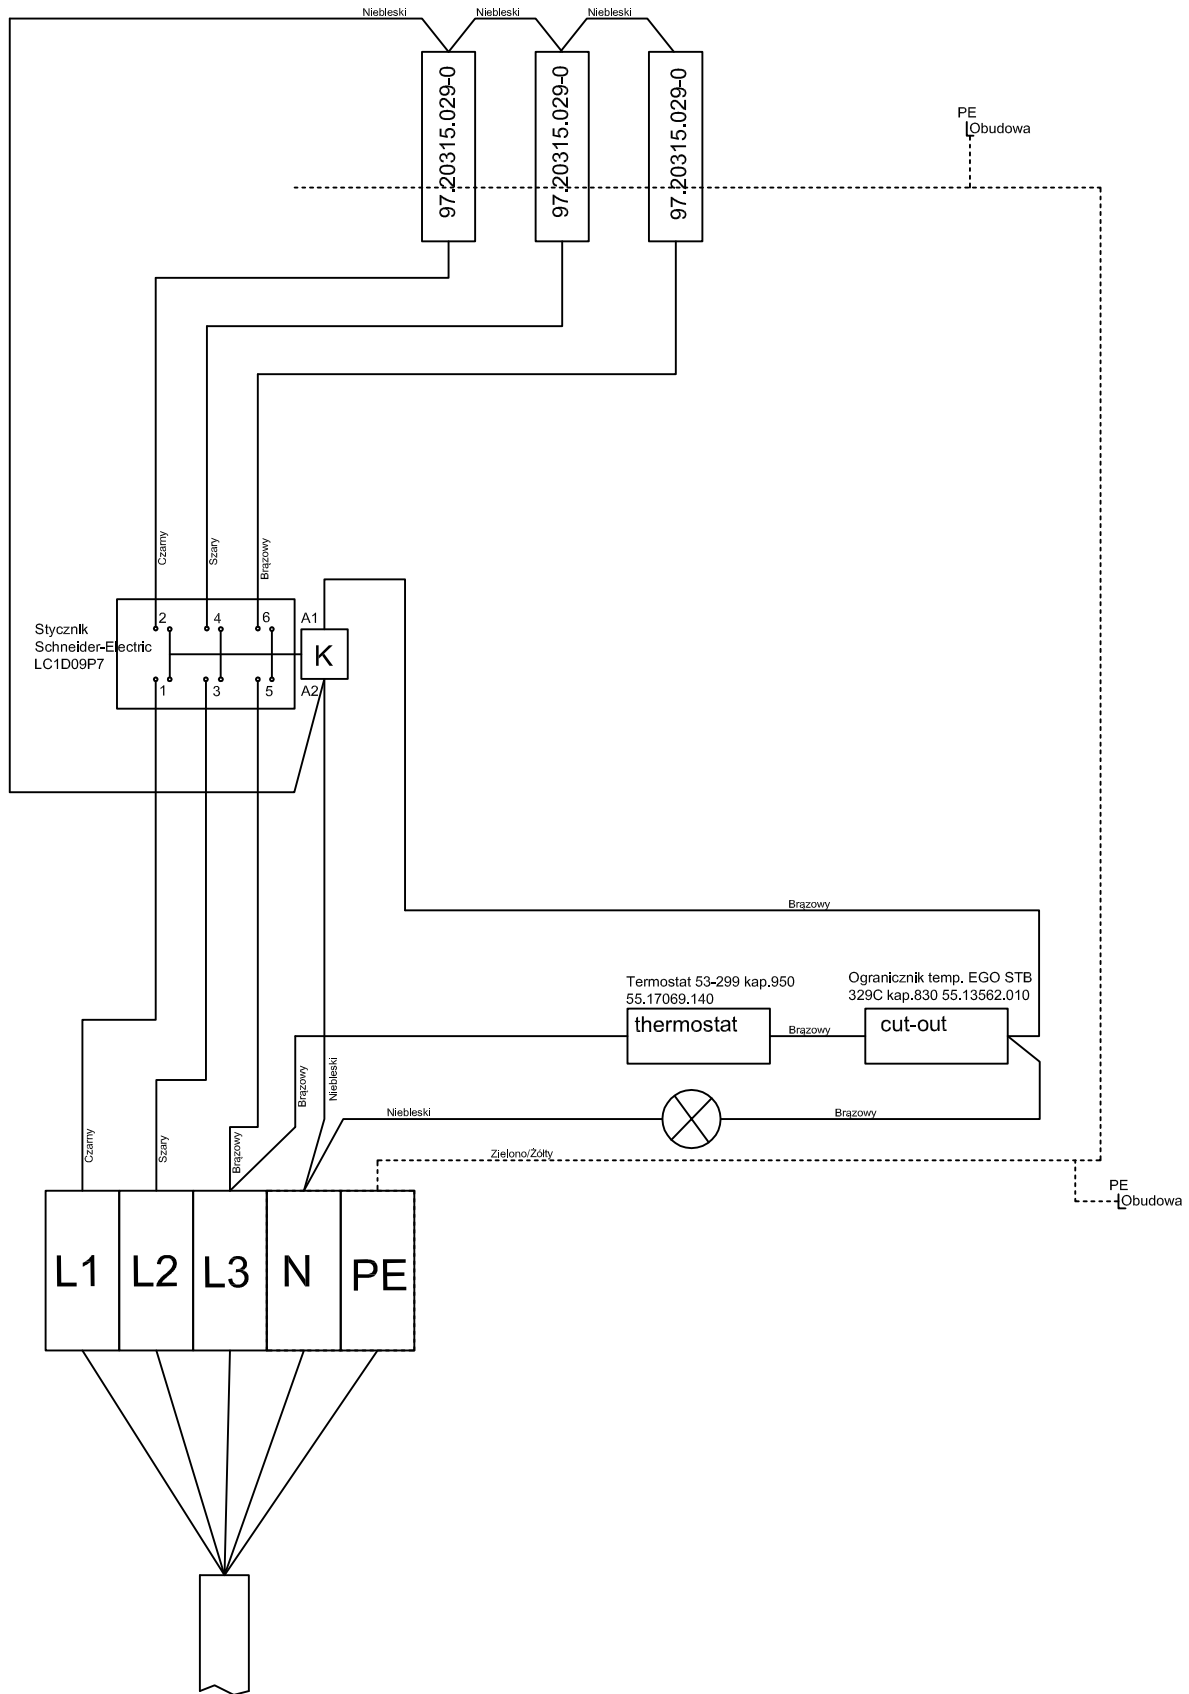 Niebleski
Niebleski
Niebleski
97.20315.029-0
97.20315.029-0
97.20315.029-0
PE
Obudowa
Czarny
Szary
Brązowy
2
4
6
A1
Stycznik
Schneider-Electric
LC1D09P7
K
1
3
5
A2
Brązowy
Termostat 53-299 kap.950
55.17069.140
Ogranicznik temp. EGO STB
329C kap.830 55.13562.010
thermostat
Brązowy
cut-out
Brązowy
Niebleski
Niebleski
Brązowy
Czarny
Szary
Brązowy
Zielono/Żółty
PE
Obudowa
L1
L2
L3
N
PE